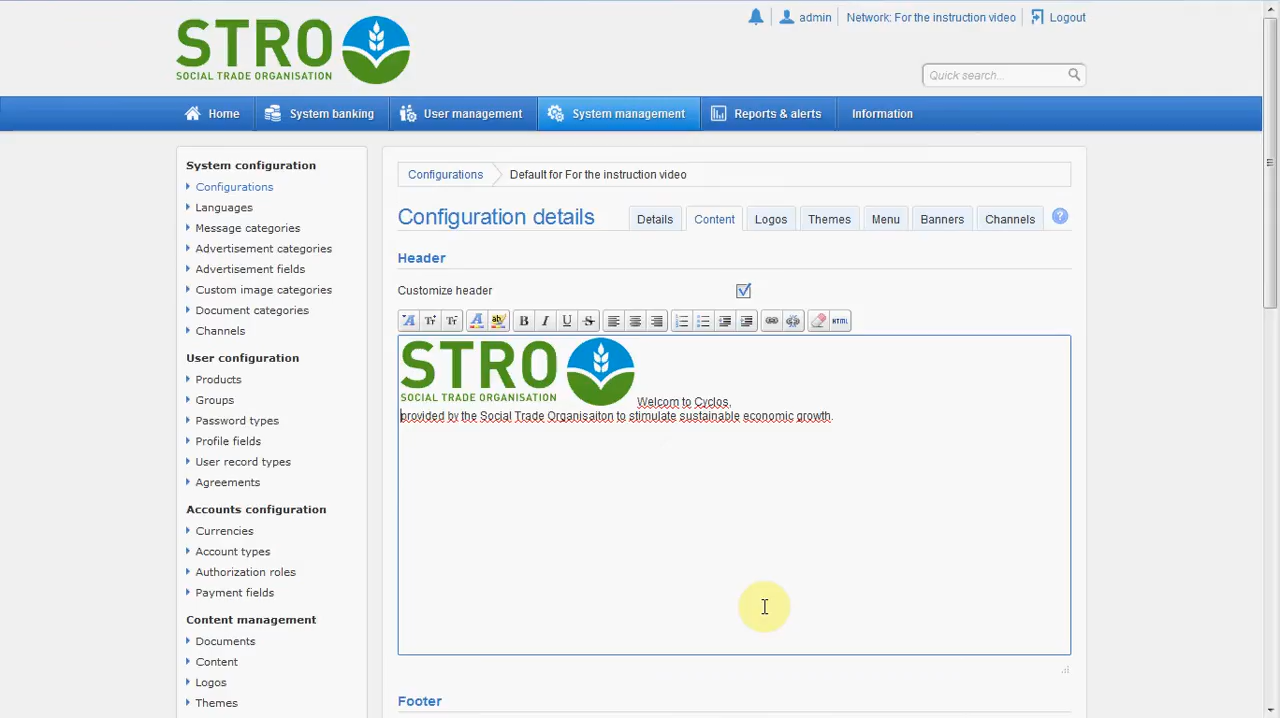 STRO
SOCIAL TRADE ORGANISATION
admin
Network: For the instruction video
Logout
Quick search...
Home
System banking
User management
System management
Reports & alerts
Information
System configuration
Configurations
Languages
Message categories
Advertisement categories
Advertisement fields
Custom image categories
Document categories
Channels
User configuration
Products
Groups
Password types
Profile fields
User record types
Agreements
Accounts configuration
Currencies
Account types
Authorization roles
Payment fields
Content management
Documents
Content
Logos
Themes
Configurations
Default for For the instruction video
Configuration details
Details
Content
Logos
Themes
Menu
Banners
Channels
?
Header
Customize header
HTML
STRO
SOCIAL TRADE ORGANISATION
Welcom to Cyclos,
provided by the Social Trade Organisaiton to stimulate sustainable economic growth.
Footer